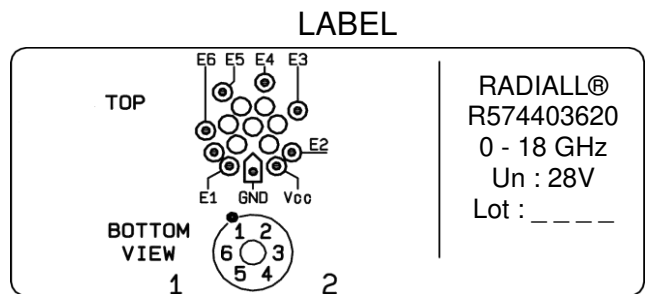 LABEL
E6 E5 E4 E3
TOP
E2
E1 GND Vcc
BOTTOM
VIEW
1 2
6 3
5 4
1 2
RADIALL®
R574403620
0 - 18 GHz
Un : 28V
Lot : _ _ _ _